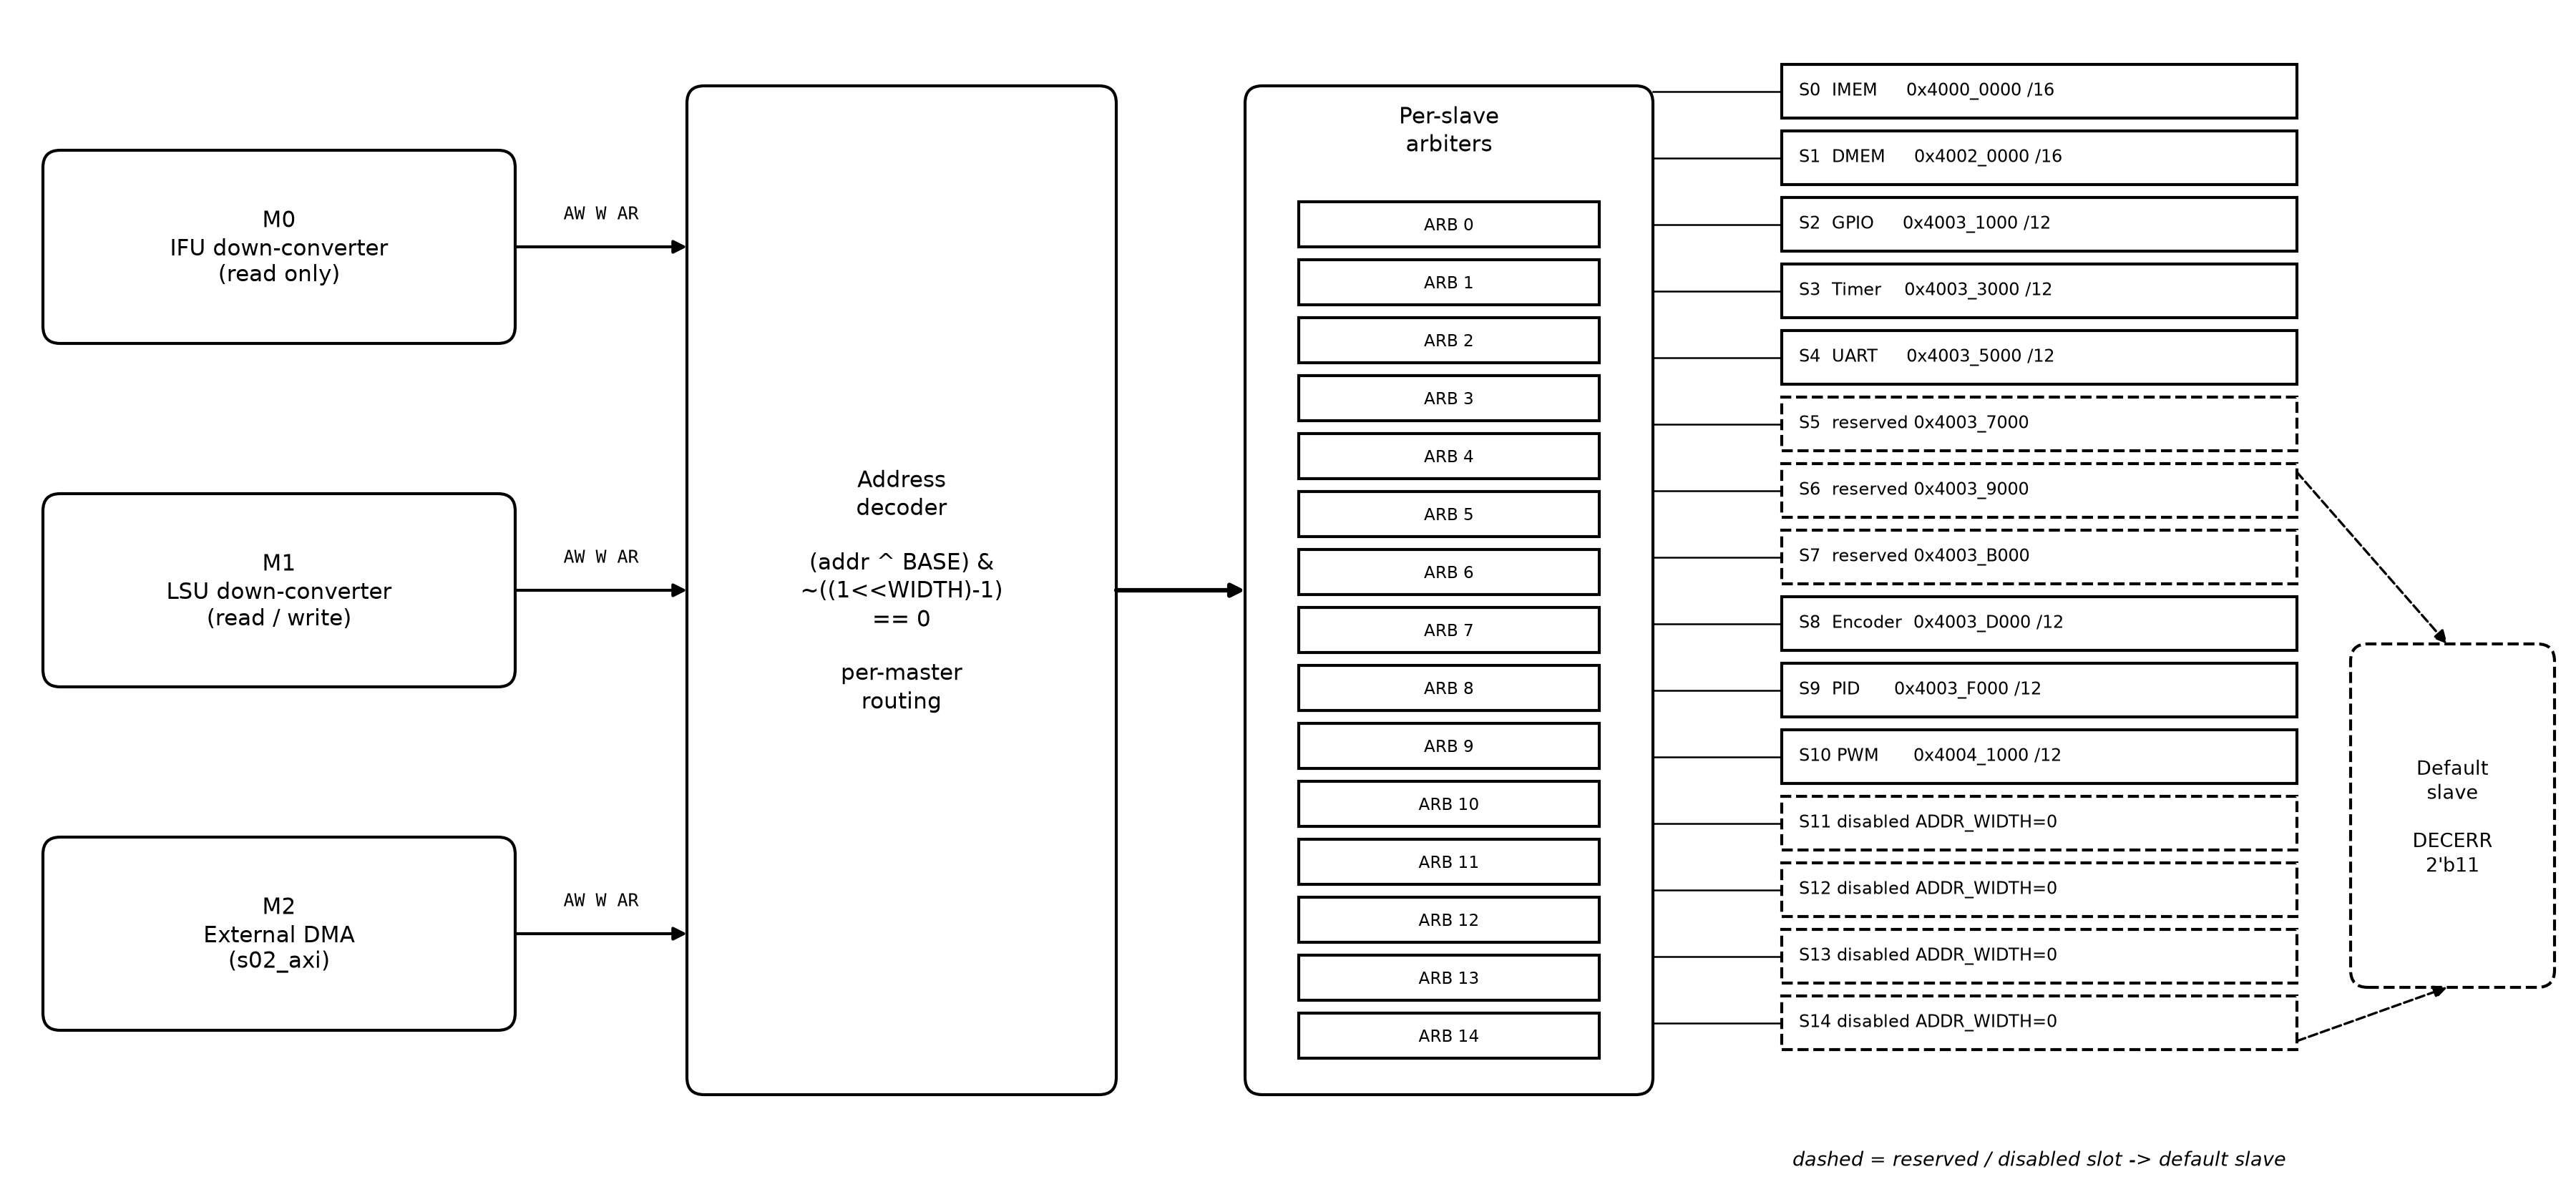 M0
IFU down-converter
(read only)
AW W AR
M1
LSU down-converter
(read / write)
AW W AR
M2
External DMA
(s02_axi)
AW W AR
Address
decoder
(addr ^ BASE) &
~((1<<WIDTH)-1)
== 0
per-master
routing
Per-slave
arbiters
ARB 0
ARB 1
ARB 2
ARB 3
ARB 4
ARB 5
ARB 6
ARB 7
ARB 8
ARB 9
ARB 10
ARB 11
ARB 12
ARB 13
ARB 14
S0 IMEM 0x4000_0000 /16
S1 DMEM 0x4002_0000 /16
S2 GPIO 0x4003_1000 /12
S3 Timer 0x4003_3000 /12
S4 UART 0x4003_5000 /12
S5 reserved 0x4003_7000
S6 reserved 0x4003_9000
S7 reserved 0x4003_B000
S8 Encoder 0x4003_D000 /12
S9 PID 0x4003_F000 /12
S10 PWM 0x4004_1000 /12
S11 disabled ADDR_WIDTH=0
S12 disabled ADDR_WIDTH=0
S13 disabled ADDR_WIDTH=0
S14 disabled ADDR_WIDTH=0
Default
slave
DECERR
2'b11
dashed = reserved / disabled slot -> default slave